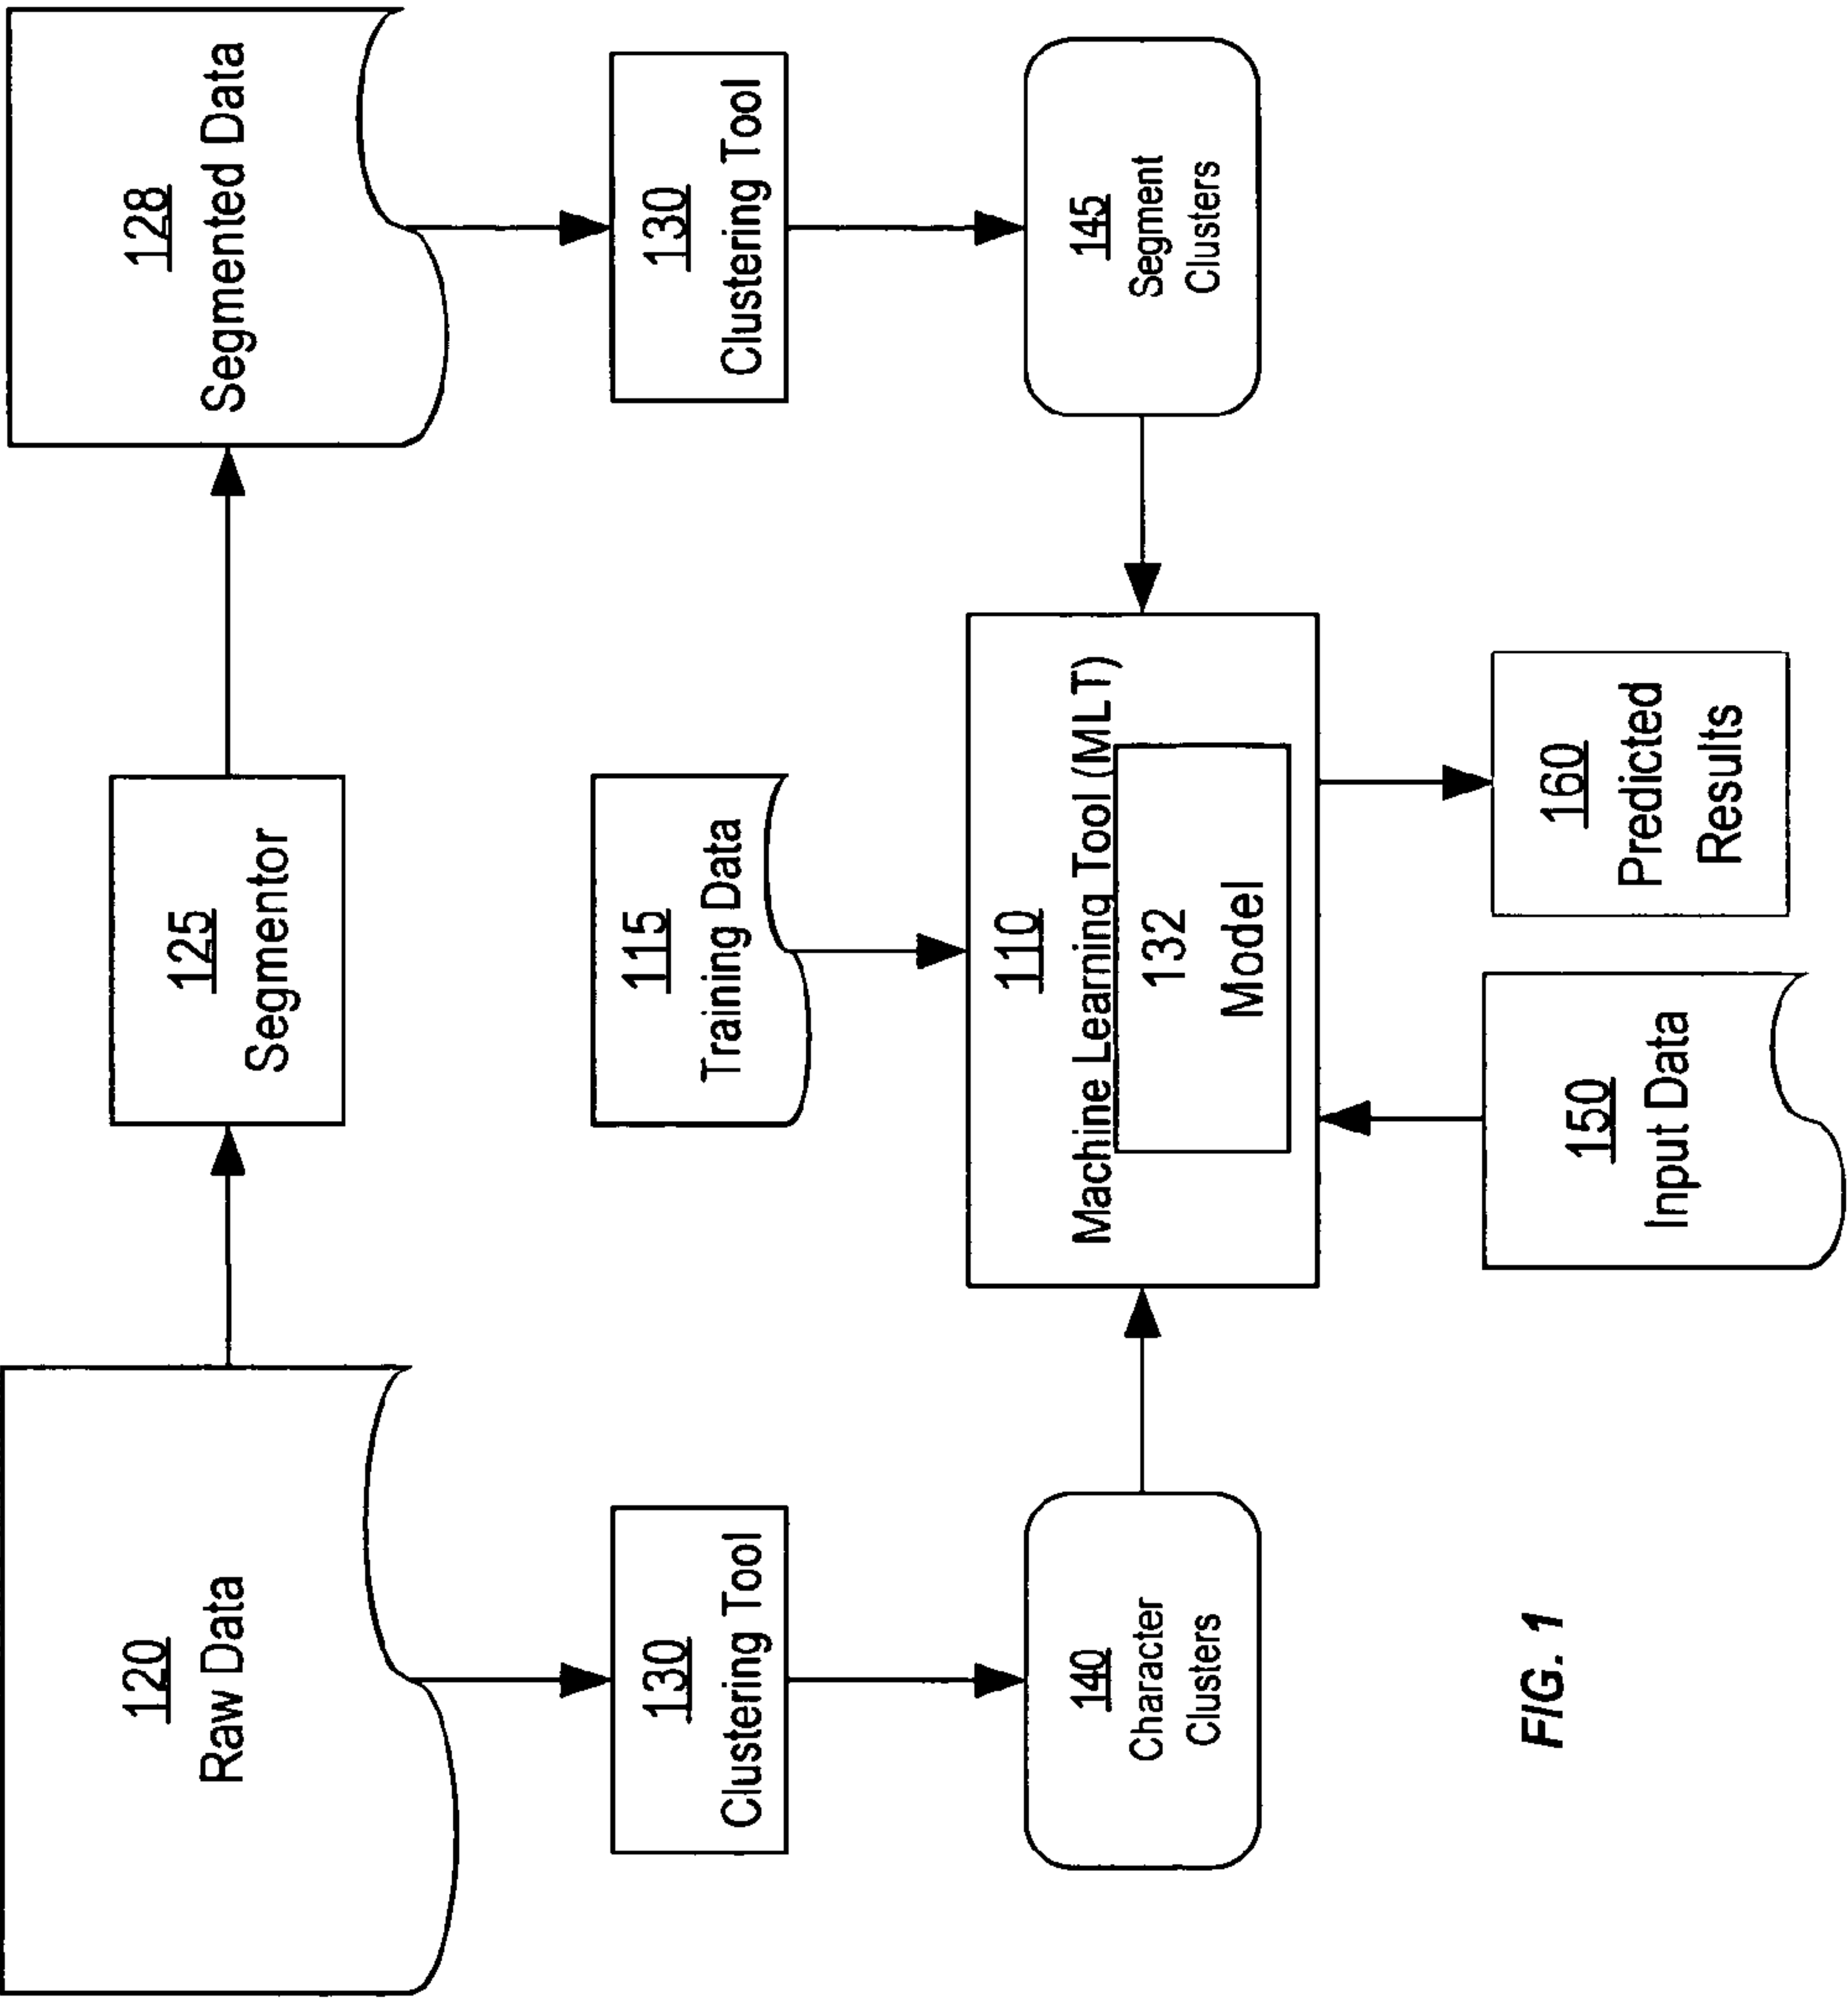 120
Raw Data
125
Segmentor
128
Segmented Data
130
Clustering Tool
115
Training Data
130
Clustering Tool
140
Character
Clusters
110
Machine Learning Tool (MLT)
132
Model
145
Segment
Clusters
150
Input Data
160
Predicted
Results
FIG. 1